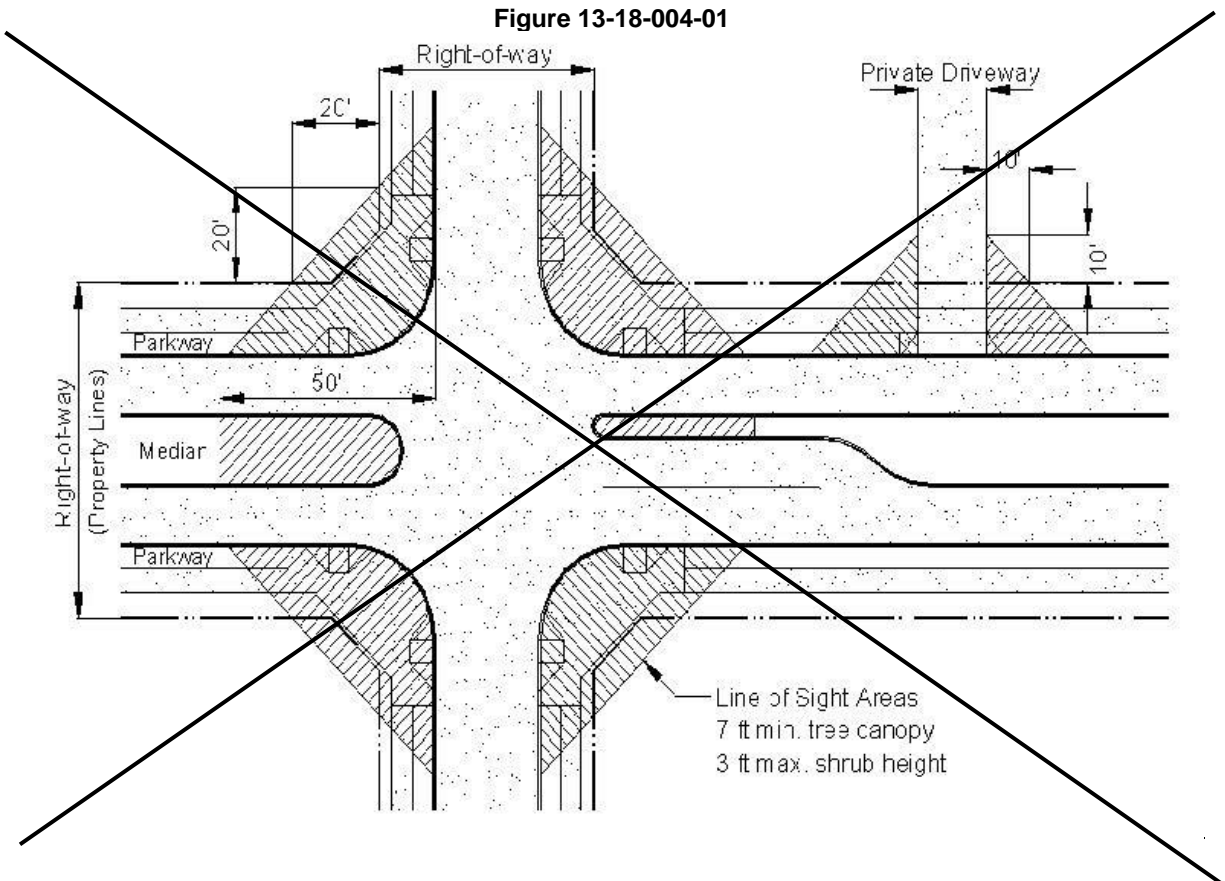 Figure 13-18-004-01
Right-of-way
Private Driveway
20'
10'
20'
10'
Parkway
50'
Right-of-way
(Property Lines)
Median
Parkway
Line of Sight Areas
7 ft min. tree canopy
3 ft max. shrub height